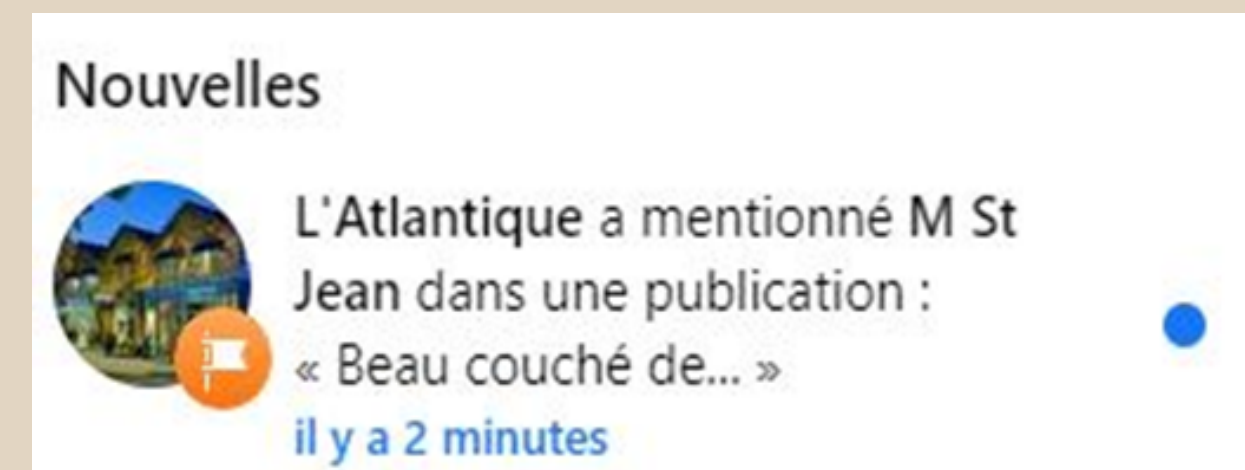 Nouvelles
L'Atlantique a mentionné M St
Jean dans une publication :
« Beau couché de... »
il y a 2 minutes